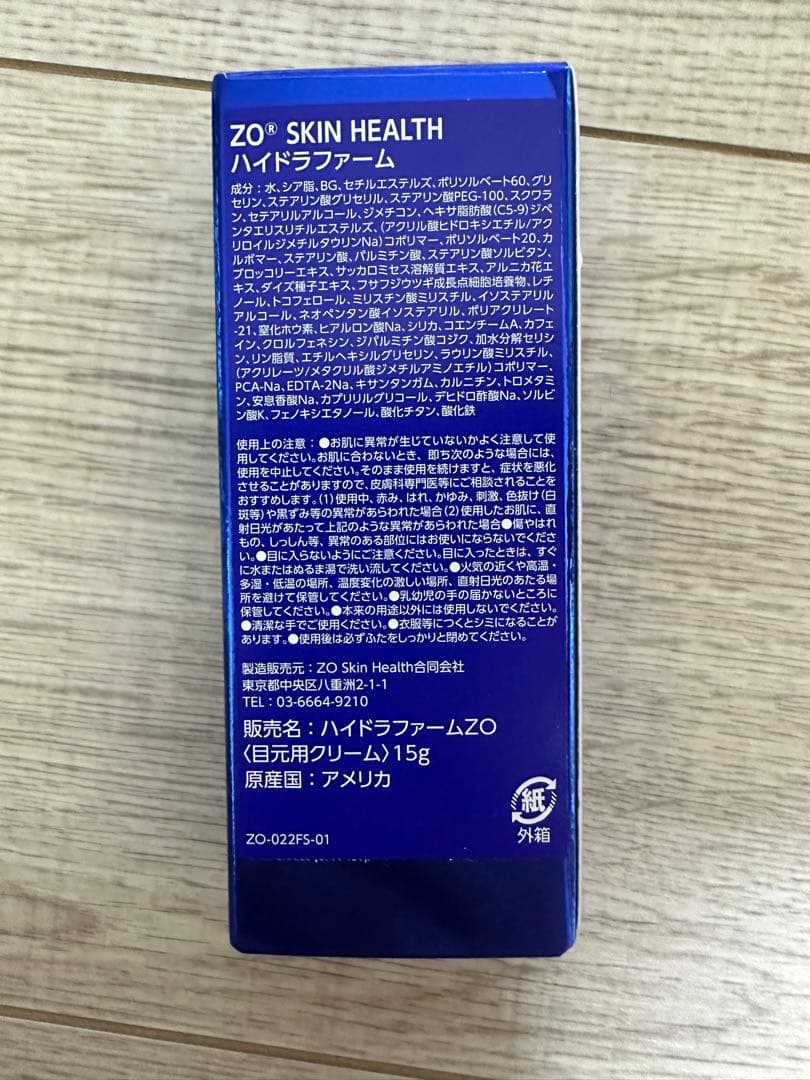 ZO® SKIN HEALTH
ハイドラファーム
成分：水、シア脂、BG、セチルエステルズ、ポリソルベート60、グリ
セリン、ステアリン酸グリセリル、ステアリン酸PEG-100、スクワラ
ン、セテアリルアルコール、ジメチコン、ヘキサ脂肪酸(C5-9)ジペ
ンタエリスリチルエステルズ、(アクリル酸ヒドロキシエチル/アク
リロイルジメチルタウリンNa)コポリマー、ポリソルベート20、カ
ルボマー、ステアリン酸、パルミチン酸、ステアリン酸ソルビタン、
ブロッコリーエキス、サッカロミセス溶解質エキス、アルニカ花エ
キス、ダイズ種子エキス、フサフジウツギ成長点細胞培養物、レチ
ノール、トコフェロール、ミリスチン酸ミリスチル、イソステアリル
アルコール、ネオペンタン酸イソステアリル、ポリアクリレート
-21、窒化ホウ素、ヒアルロン酸Na、シリカ、コエンチームA、カフェ
イン、クロルフェネシン、ジパルミチン酸コジク、加水分解セリシ
ン、リン脂質、エチルヘキシルグリセリン、ラウリン酸ミリスチル、
(アクリレーツ/メタクリル酸ジメチルアミノエチル)コポリマー、
PCA-Na、EDTA-2Na、キサンタンガム、カルニチン、トロメタミ
ン、安息香酸Na、カプリリルグリコール、デヒドロ酢酸Na、ソルビ
ン酸K、フェノキシエタノール、酸化チタン、酸化鉄
使用上の注意：●お肌に異常が生じていないかよく注意して使
用してください。お肌に合わないとき、即ち次のような場合には、
使用を中止してください。そのまま使用を続けますと、症状を悪化
させることがありますので、皮膚科専門医等にご相談されることを
おすすめします。(1)使用中、赤み、はれ、かゆみ、刺激、色抜け(白
斑等)や黒ずみ等の異常があらわれた場合(2)使用したお肌に、直
射日光があたって上記のような異常があらわれた場合●傷やはれ
もの、しっしん等、異常のある部位にはお使いにならないでくださ
い。●目に入らないようにご注意ください。目に入ったときは、すぐ
に水またはぬるま湯で洗い流してください。●火気の近くや高温・
多湿・低温の場所、温度変化の激しい場所、直射日光のあたる場
所を避けて保管してください。●乳幼児の手の届かないところに
保管してください。●本来の用途以外には使用しないでください。
●清潔な手でご使用ください。●衣服等につくとシミになることが
あります。●使用後は必ずふたをしっかりと閉めてください。
製造販売元：ZO Skin Health合同会社
東京都中央区八重洲2-1-1
TEL：03-6664-9210
販売名：ハイドラファームZO
〈目元用クリーム〉15g
原産国：アメリカ
紙
外箱
ZO-022FS-01